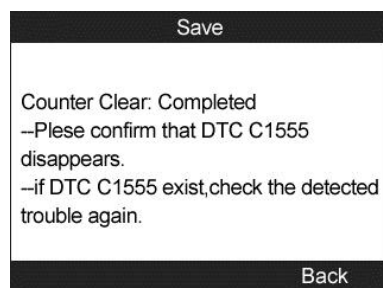 Save
Counter Clear: Completed
--Plese confirm that DTC C1555
disappears.
--if DTC C1555 exist,check the detected
trouble again.
Back